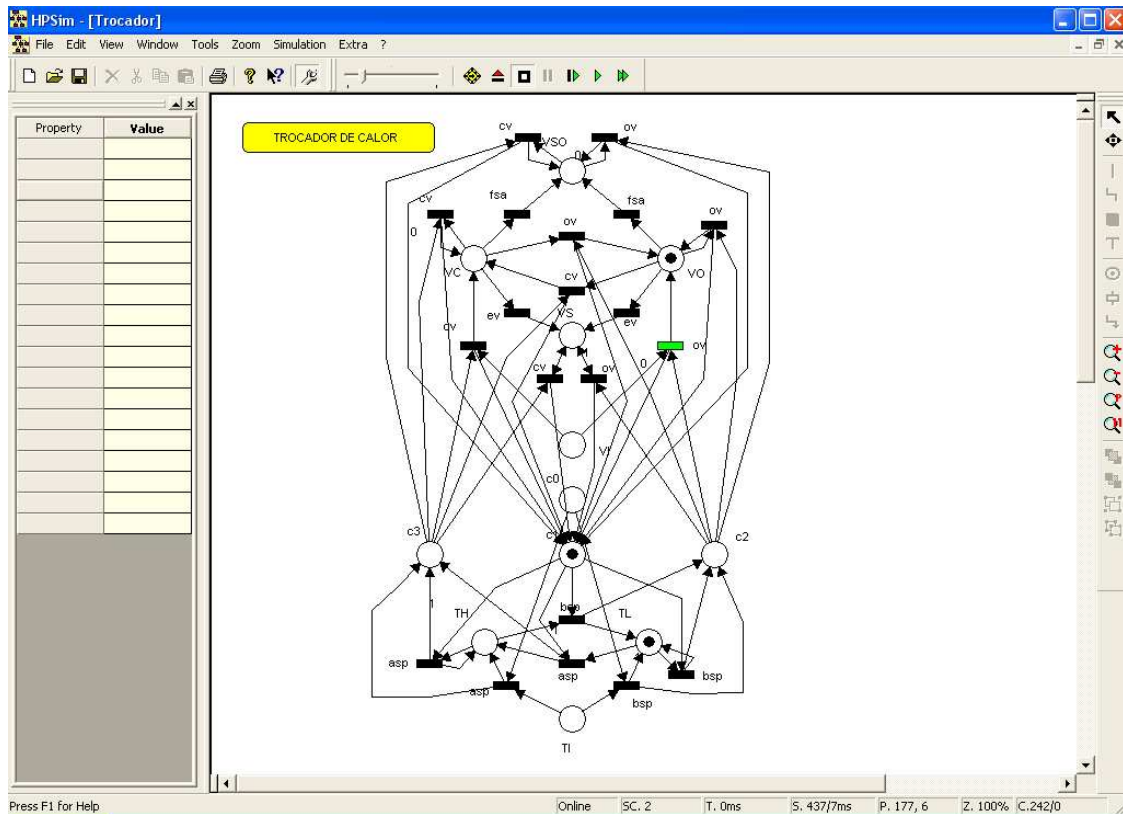 HPSim - [Trocador]
File Edit View Window Tools Zoom Simulation Extra ?
Property Value
TROCADOR DE CALOR
cv ov
VSO
0
fsa fsa
cv ov
0 ov
VC VO
cv
ev VS ev
cv ov
0
cv ov
VI
c0
c3 c2
1 TH bsp TL
asp asp bsp
asp bsp
TI
Press F1 for Help Online SC. 2 T. 0ms S. 437/7ms P. 177, 6 Z. 100% C.242/0